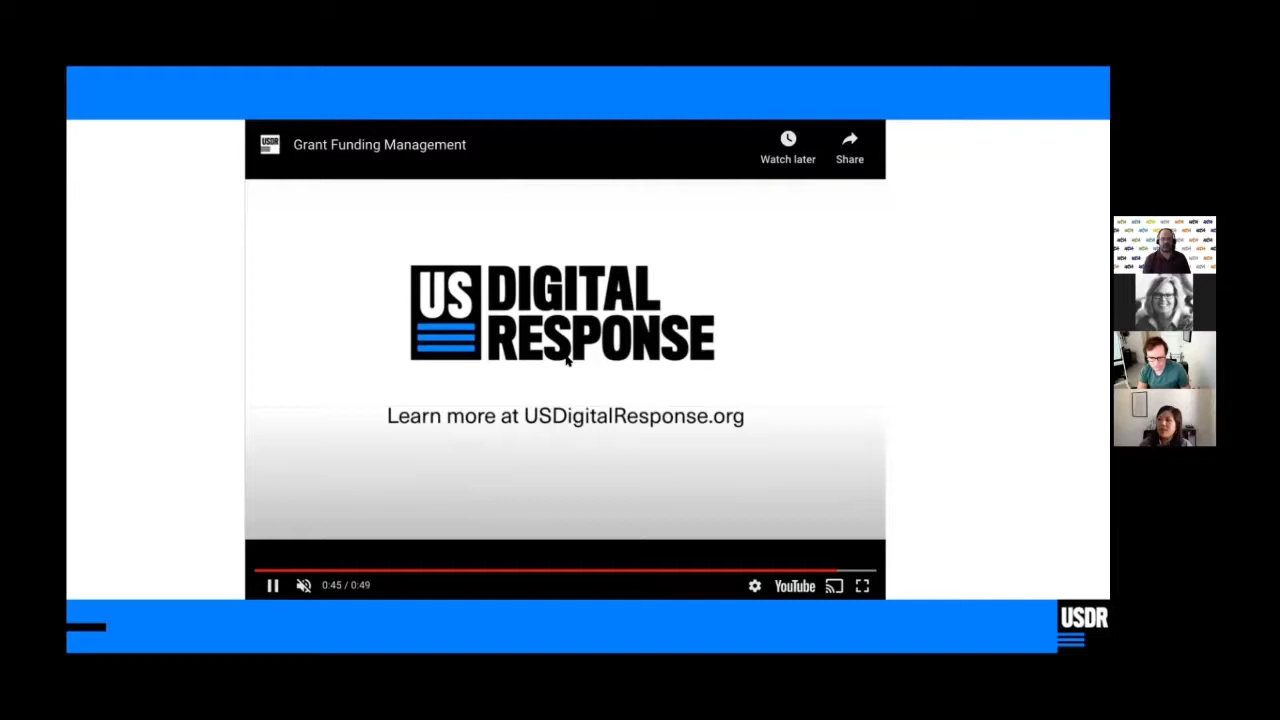 USDR
Grant Funding Management
Watch later
Share
US DIGITAL
RESPONSE
Learn more at USDigitalResponse.org
0:45 / 0:49
YouTube
USDR